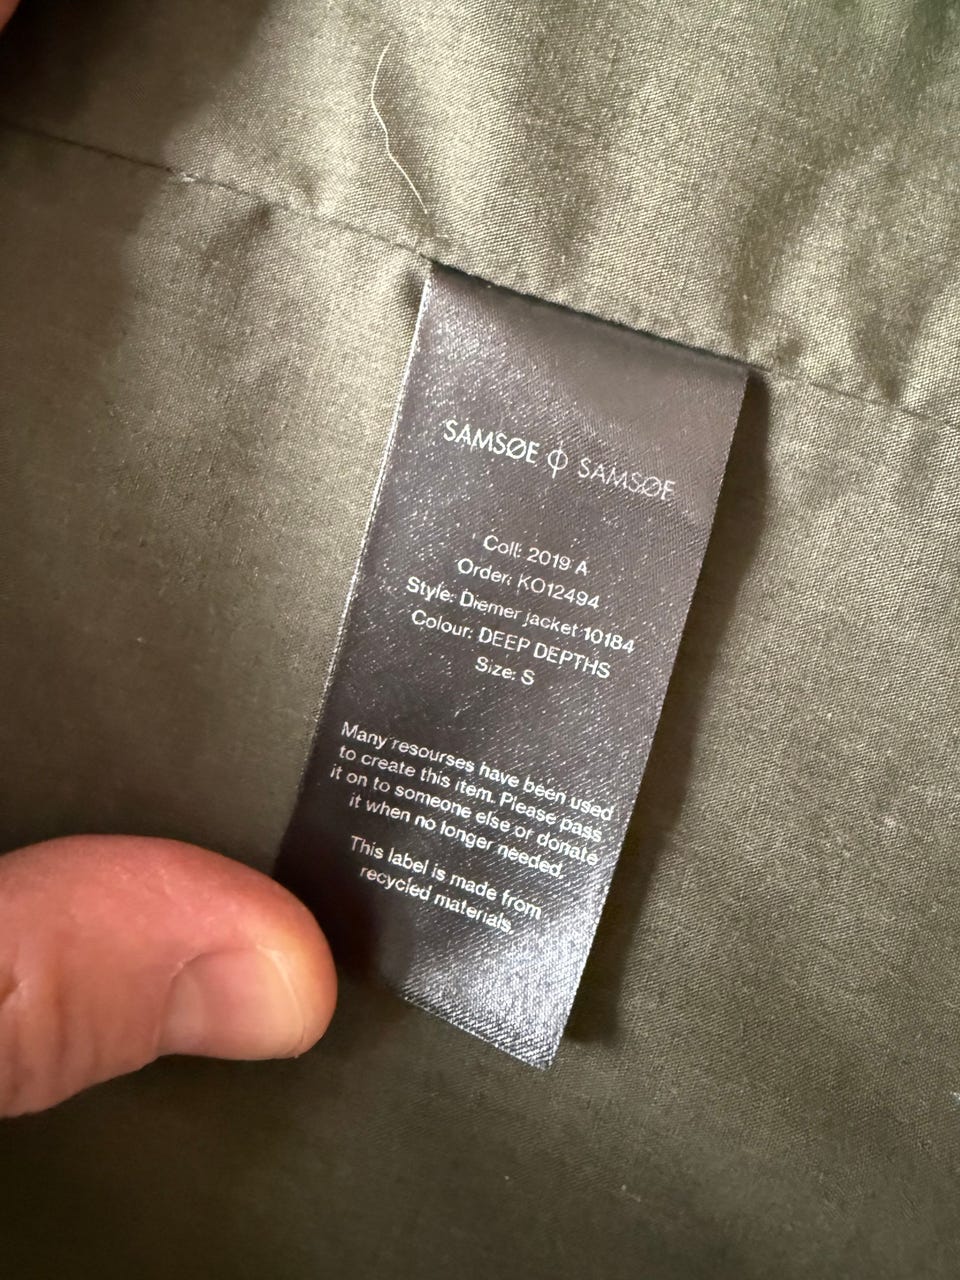 SAMSØE ϕ SAMSØE
Coll: 2019 A
Order: KO12494
Style: Diemer jacket 10184
Colour: DEEP DEPTHS
Size: S
Many resourses have been used
to create this item. Please pass
it on to someone else or donate
it when no longer needed.
This label is made from
recycled materials.